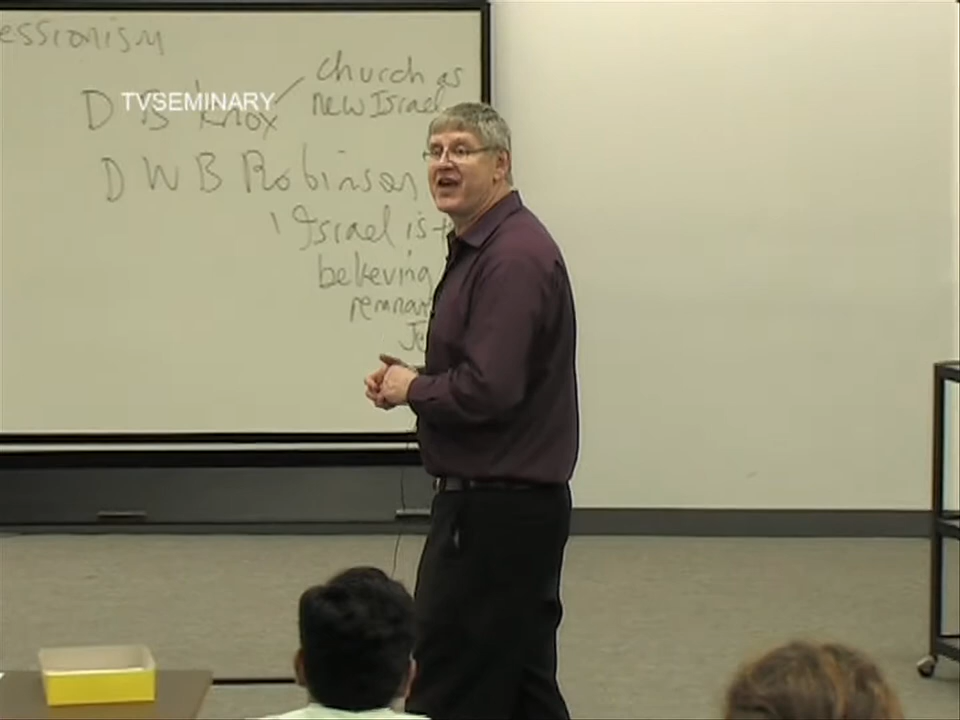 essionism
church as
D B Knox
new Israel
TVSEMINARY
D W B Robinson
'Israel is
believing